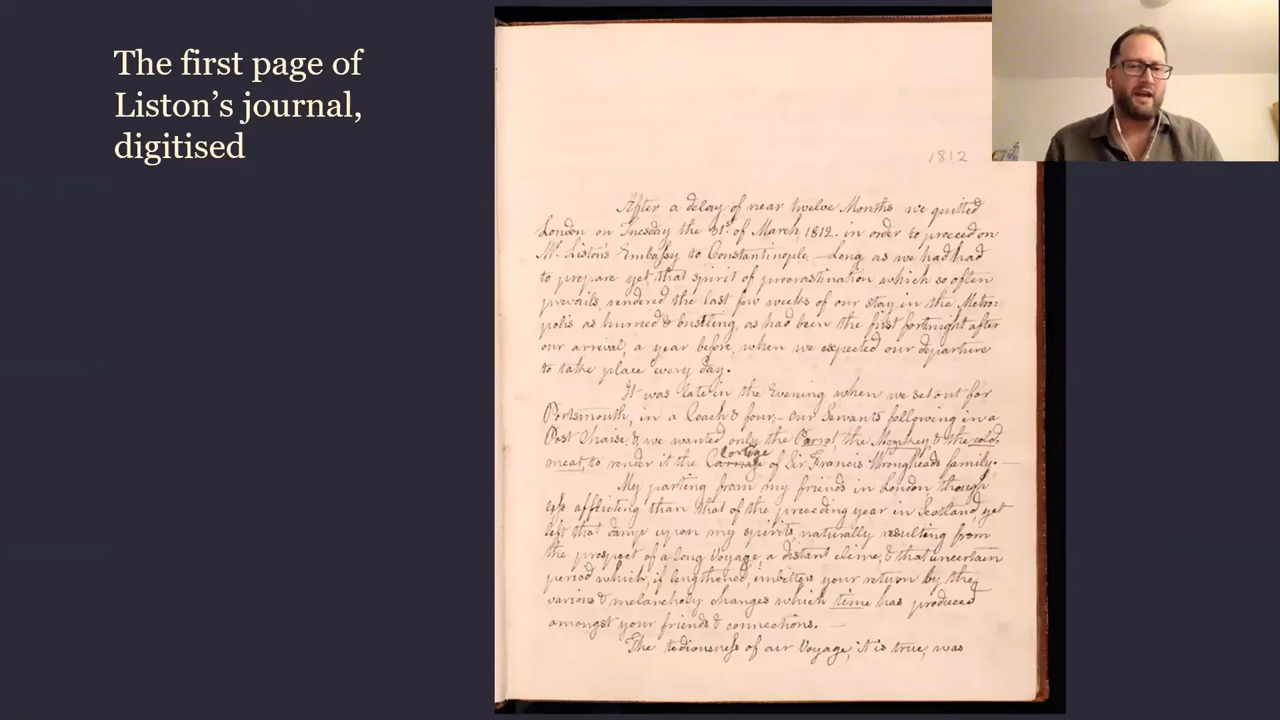 The first page of
Liston’s journal,
digitised
1812
After a delay of near twelve Months we quitted
London on Tuesday the 31st of March, 1812. in order to proceed on
Mr. Liston's Embassy to Constantinople,—Long as we had had
to prepare yet that spirit of procrastination which so often
prevails, rendered the last few weeks of our stay in the Metro-
polis as hurried & bustling, as had been the first fortnight after
our arrival, a year before, when we expected our departure
to take place every day.
It was late in the Evening when we set out for
Portsmouth, in a Coach & four,— our Servants following in a
Post Chaise, & we wanted only the Parrot, the Monkey, & the cold
meat, to render it the Carriage cortège of Sir Francis Wronghead's family.—
My parting from my friends in London though
less afflicting than that of the preceding year in Scotland, yet
left that damp upon my spirits, naturally resulting from
the prospect of a long Voyage, a distant clime, & that uncertain
period which, if lengthened, imbitters your return by the
various & melancholy changes which time has produced
amongst your friends & connections.—
The tediousness of our Voyage, it is true, was